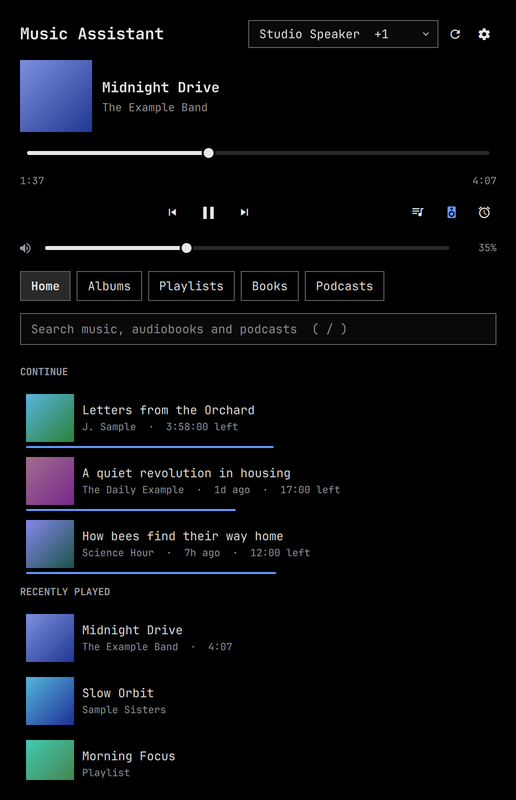 Music Assistant
Studio Speaker +1
Midnight Drive
The Example Band
1:37
4:07
35%
Home
Albums
Playlists
Books
Podcasts
Search music, audiobooks and podcasts ( / )
CONTINUE
Letters from the Orchard
J. Sample · 3:58:00 left
A quiet revolution in housing
The Daily Example · 1d ago · 17:00 left
How bees find their way home
Science Hour · 7h ago · 12:00 left
RECENTLY PLAYED
Midnight Drive
The Example Band · 4:07
Slow Orbit
Sample Sisters
Morning Focus
Playlist